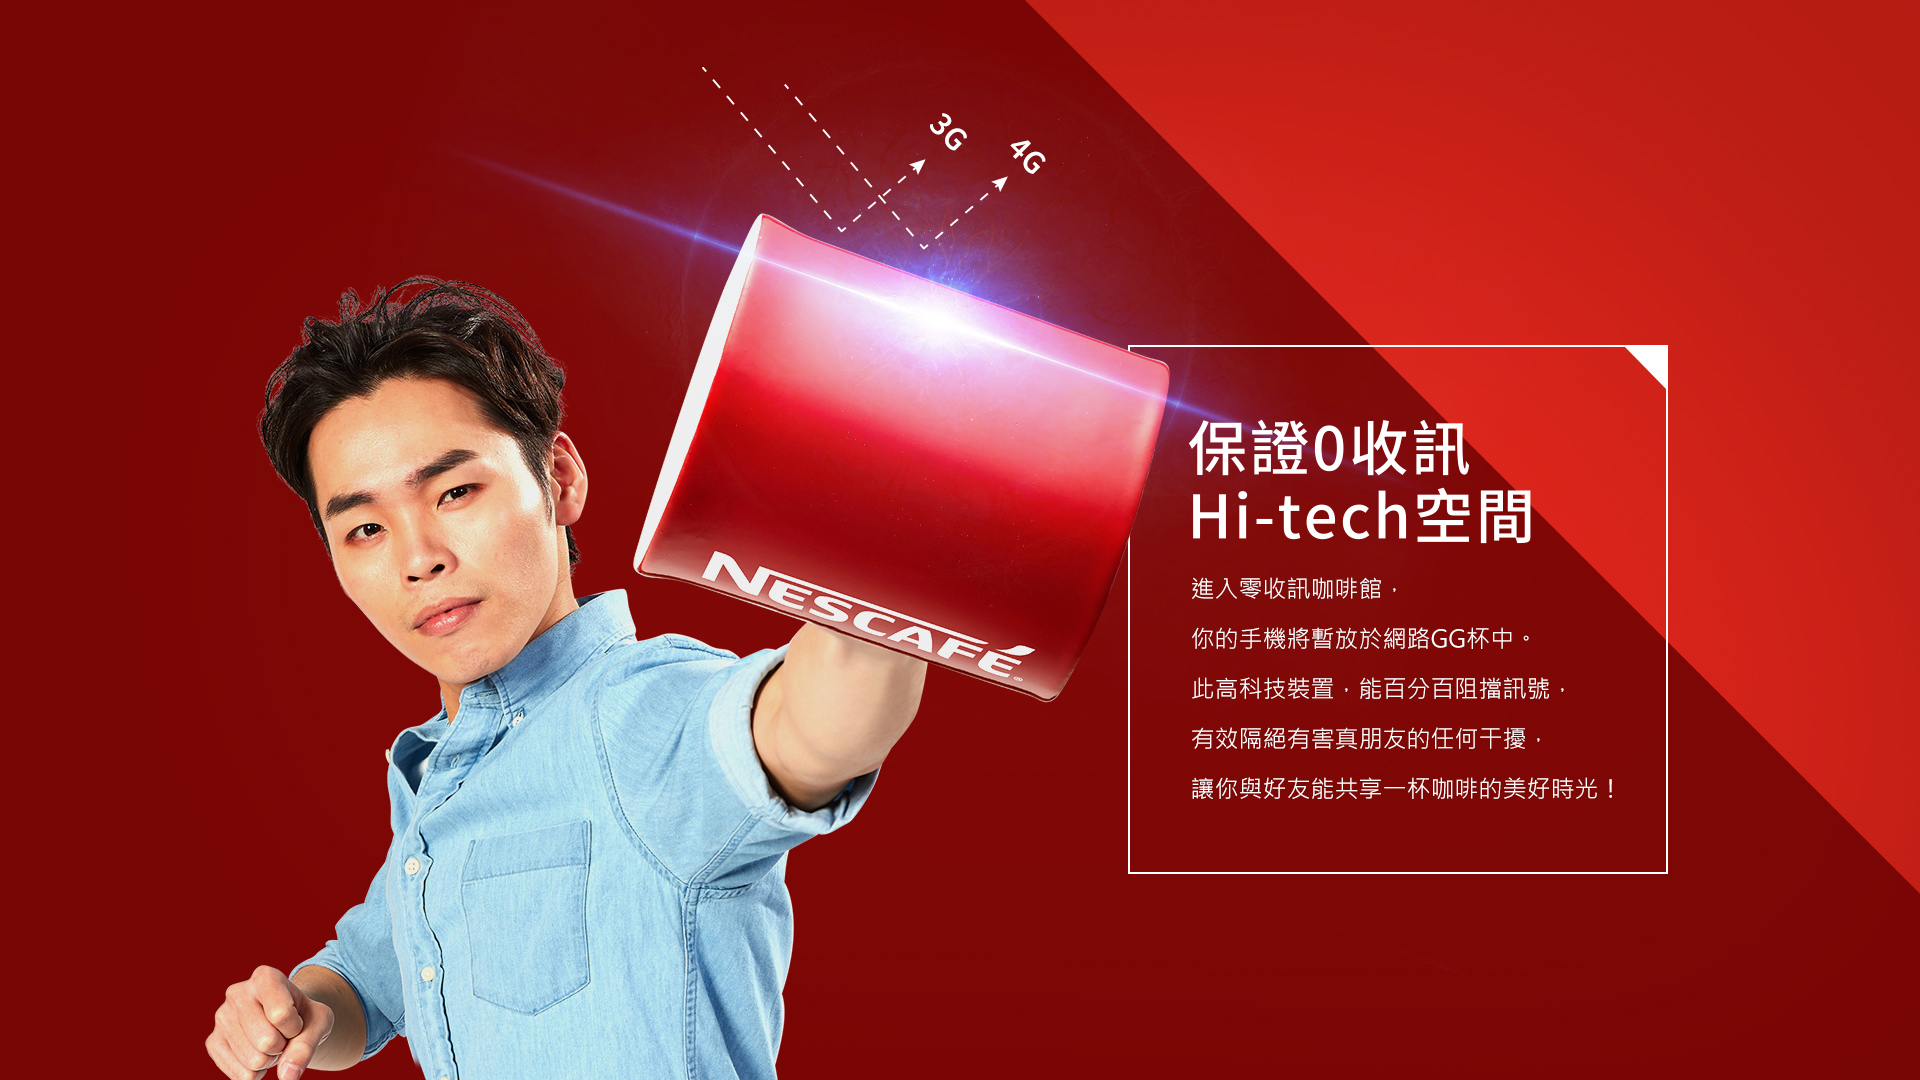 3G
4G
NESCAFÉ
保證0收訊
Hi-tech空間
進入零收訊咖啡館，
你的手機將暫放於網路GG杯中。
此高科技裝置，能百分百阻擋訊號，
有效隔絕有害真朋友的任何干擾，
讓你與好友能共享一杯咖啡的美好時光！